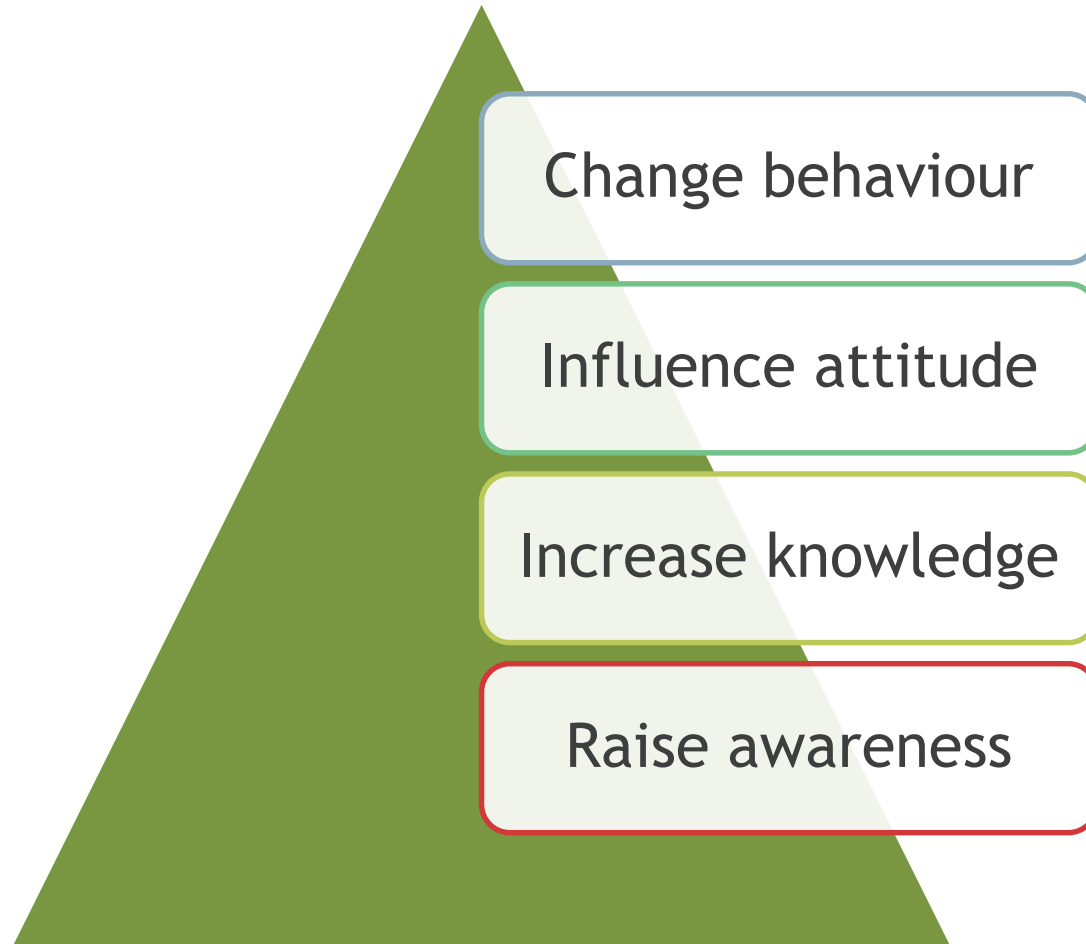 Change behaviour
Influence attitude
Increase knowledge
Raise awareness